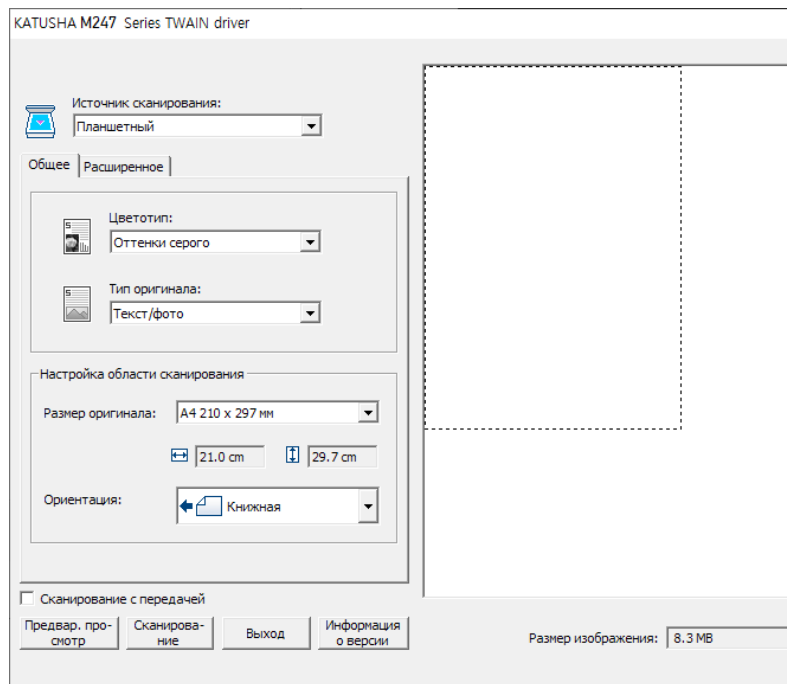 KATUSHA M247 Series TWAIN driver
Источник сканирования:
Планшетный
Общее Расширенное
Цветотип:
Оттенки серого
Тип оригинала:
Текст/фото
Настройка области сканирования
Размер оригинала: A4 210 x 297 мм
21.0 cm 29.7 cm
Ориентация: Книжная
Сканирование с передачей
Предвар. про-
смотр
Сканирова-
ние
Выход
Информация
о версии
Размер изображения: 8.3 MB